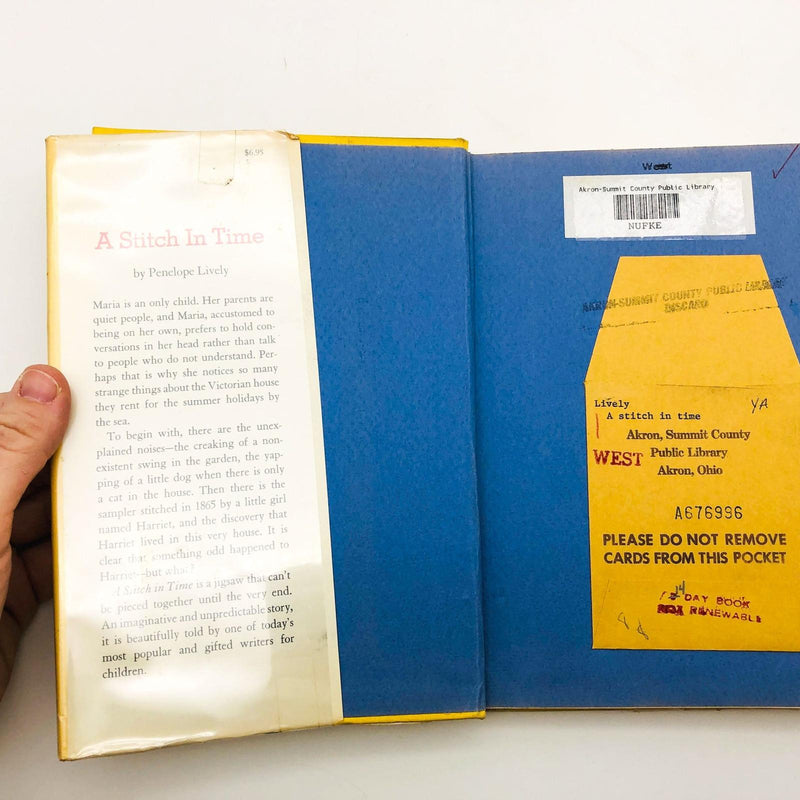 $6.95
A Stitch In Time
by Penelope Lively
Maria is an only child. Her parents are
quiet people, and Maria, accustomed to
being on her own, prefers to hold con-
versations in her head rather than talk
to people who do not understand. Per-
haps that is why she notices so many
strange things about the Victorian house
they rent for the summer holidays by
the sea.
To begin with, there are the unex-
plained noises—the creaking of a non-
existent swing in the garden, the yap-
ping of a little dog when there is only
a cat in the house. Then there is the
sampler stitched in 1865 by a little girl
named Harriet, and the discovery that
Harriet lived in this very house. It is
clear that something odd happened to
Harriet—but what?
A Stitch in Time is a jigsaw that can't
be pieced together until the very end.
An imaginative and unpredictable story,
it is beautifully told by one of today's
most popular and gifted writers for
children.
West
Akron-Summit County Public Library
NUFKE
AKRON-SUMMIT COUNTY PUBLIC LIBRARY
DISCARD
Lively YA
A stitch in time
Akron, Summit County
WEST Public Library
Akron, Ohio
A676996
PLEASE DO NOT REMOVE
CARDS FROM THIS POCKET
14
DAY BOOK
RENEWABLE